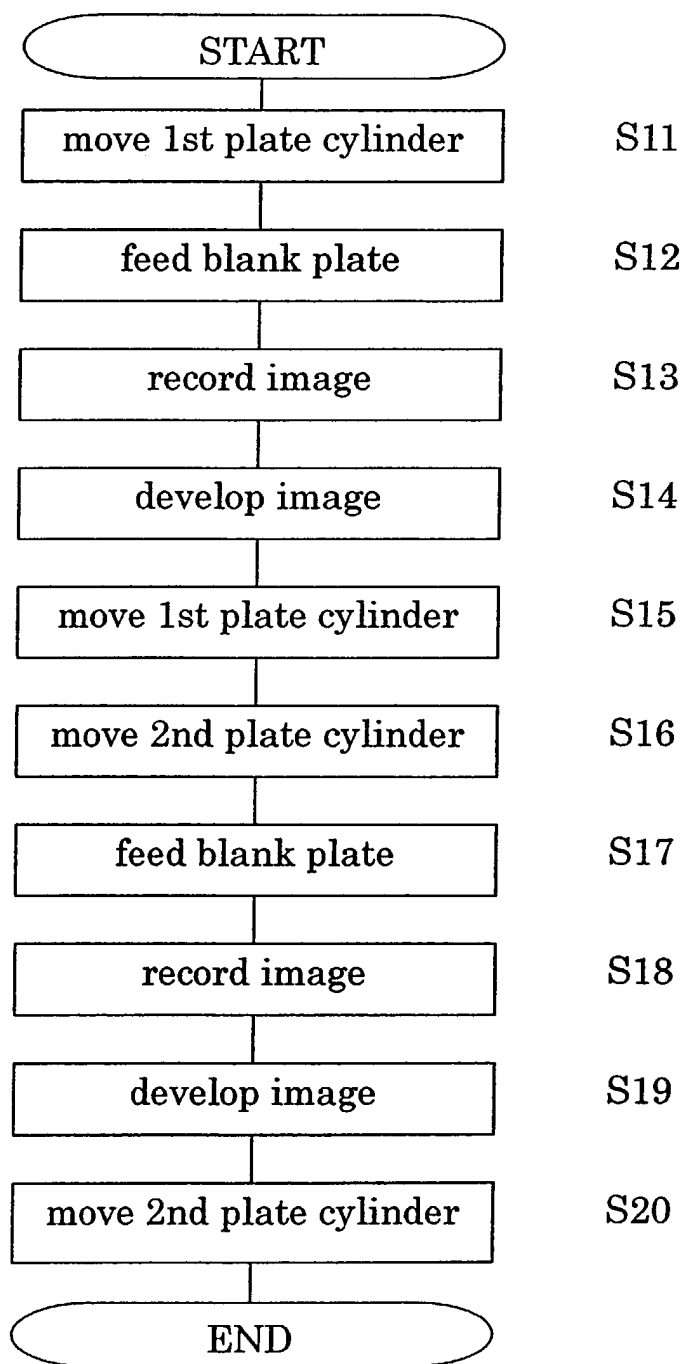 START
move 1st plate cylinder S11
feed blank plate S12
record image S13
develop image S14
move 1st plate cylinder S15
move 2nd plate cylinder S16
feed blank plate S17
record image S18
develop image S19
move 2nd plate cylinder S20
END